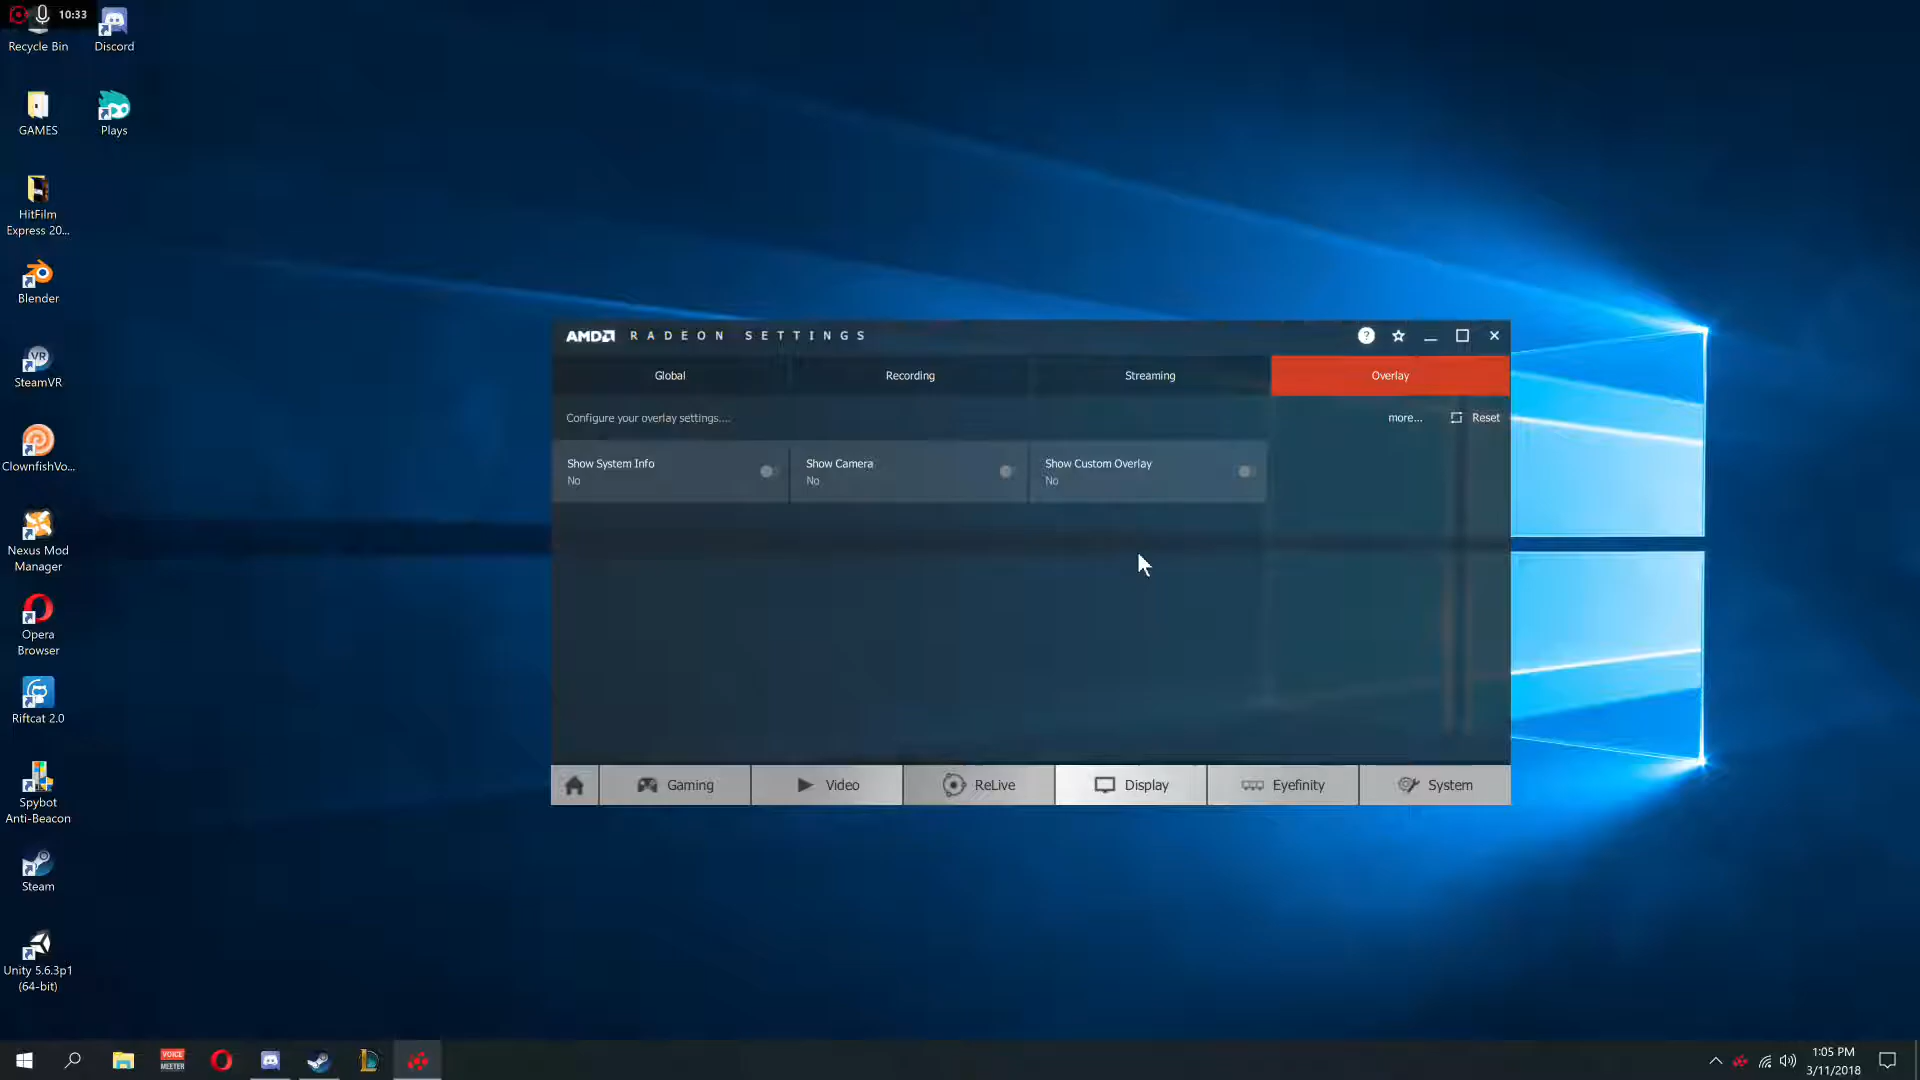 10:33
Recycle Bin
Discord
GAMES
Plays
HitFilm
Express 20...
Blender
VR
SteamVR
ClownfishVo...
Nexus Mod
Manager
Opera
Browser
Riftcat 2.0
Spybot
Anti-Beacon
Steam
Unity 5.6.3p1
(64-bit)
AMD RADEON SETTINGS
?
Global
Recording
Streaming
Overlay
Configure your overlay settings....
more...
Reset
Show System Info
No
Show Camera
No
Show Custom Overlay
No
Gaming
Video
ReLive
Display
Eyefinity
System
VOICE
MEETER
1:05 PM
3/11/2018